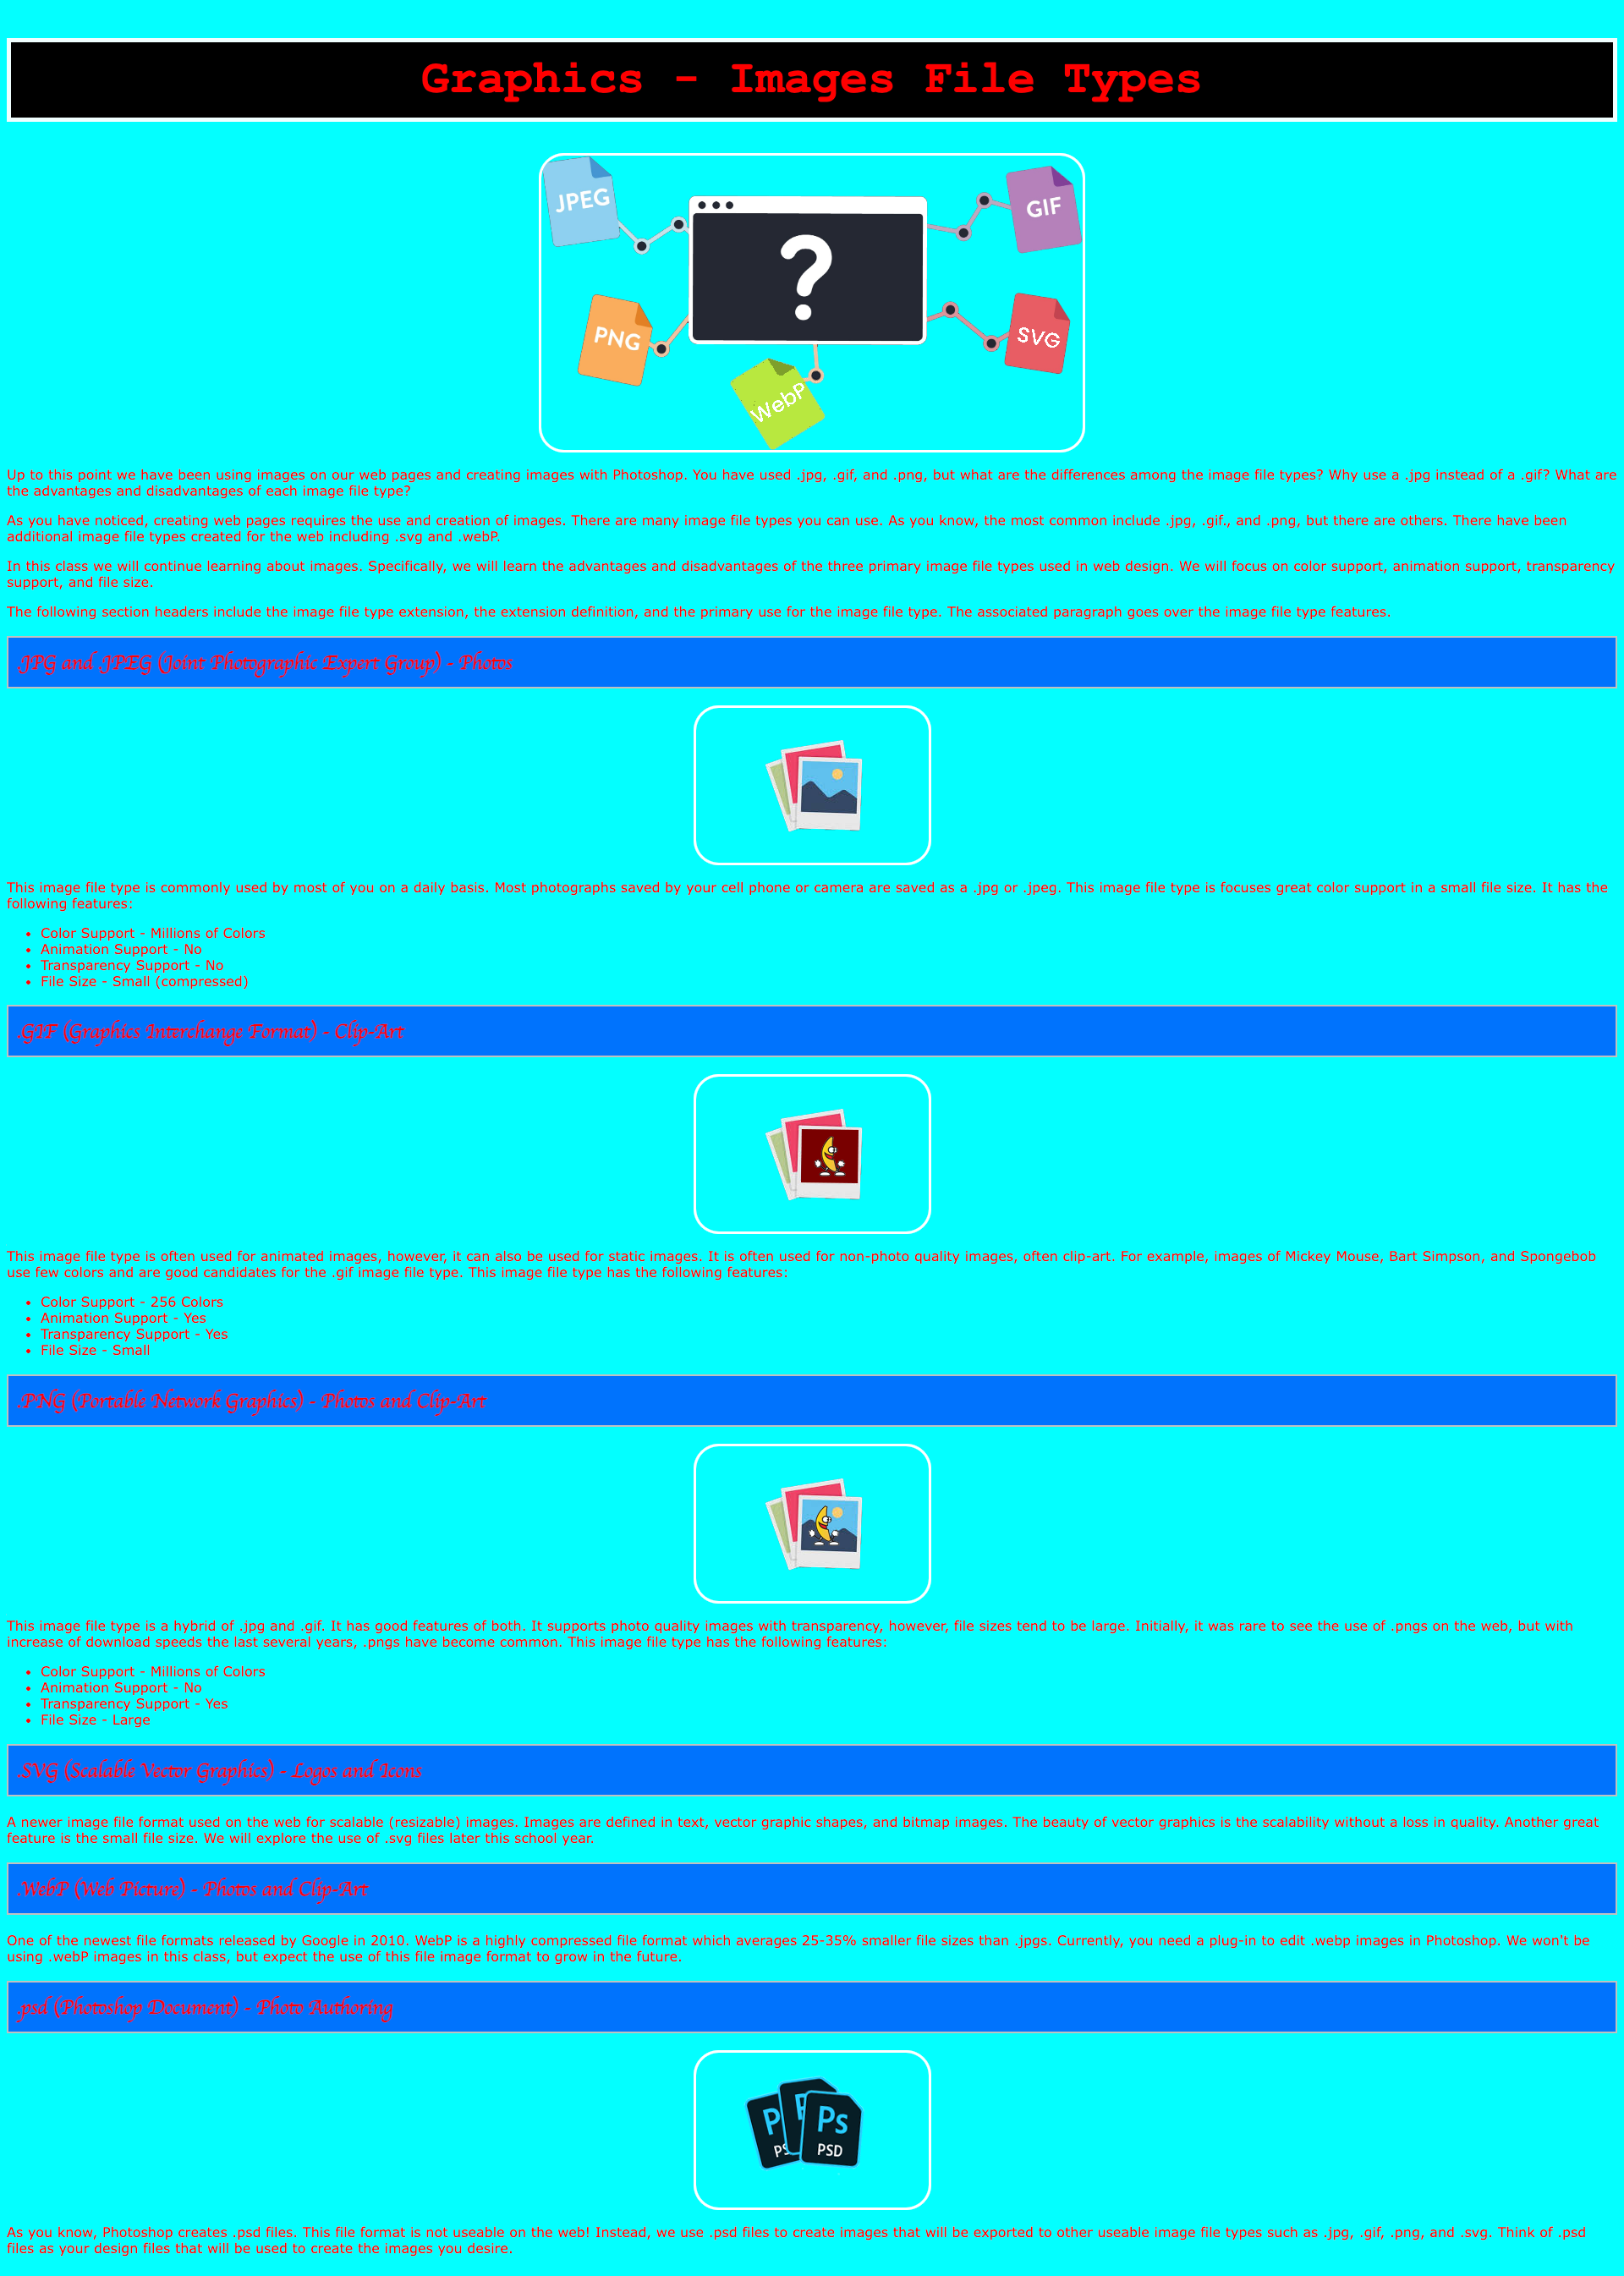 Graphics - Images File Types
JPEG
GIF
?
PNG
SVG
WebP
Up to this point we have been using images on our web pages and creating images with Photoshop. You have used .jpg, .gif, and .png, but what are the differences among the image file types? Why use a .jpg instead of a .gif? What are
the advantages and disadvantages of each image file type?
As you have noticed, creating web pages requires the use and creation of images. There are many image file types you can use. As you know, the most common include .jpg, .gif., and .png, but there are others. There have been
additional image file types created for the web including .svg and .webP.
In this class we will continue learning about images. Specifically, we will learn the advantages and disadvantages of the three primary image file types used in web design. We will focus on color support, animation support, transparency
support, and file size.
The following section headers include the image file type extension, the extension definition, and the primary use for the image file type. The associated paragraph goes over the image file type features.
.JPG and .JPEG (Joint Photographic Expert Group) - Photos
This image file type is commonly used by most of you on a daily basis. Most photographs saved by your cell phone or camera are saved as a .jpg or .jpeg. This image file type is focuses great color support in a small file size. It has the
following features:
• Color Support - Millions of Colors
• Animation Support - No
• Transparency Support - No
• File Size - Small (compressed)
.GIF (Graphics Interchange Format) - Clip-Art
This image file type is often used for animated images, however, it can also be used for static images. It is often used for non-photo quality images, often clip-art. For example, images of Mickey Mouse, Bart Simpson, and Spongebob
use few colors and are good candidates for the .gif image file type. This image file type has the following features:
• Color Support - 256 Colors
• Animation Support - Yes
• Transparency Support - Yes
• File Size - Small
.PNG (Portable Network Graphics) - Photos and Clip-Art
This image file type is a hybrid of .jpg and .gif. It has good features of both. It supports photo quality images with transparency, however, file sizes tend to be large. Initially, it was rare to see the use of .pngs on the web, but with
increase of download speeds the last several years, .pngs have become common. This image file type has the following features:
• Color Support - Millions of Colors
• Animation Support - No
• Transparency Support - Yes
• File Size - Large
.SVG (Scalable Vector Graphics) - Logos and Icons
A newer image file format used on the web for scalable (resizable) images. Images are defined in text, vector graphic shapes, and bitmap images. The beauty of vector graphics is the scalability without a loss in quality. Another great
feature is the small file size. We will explore the use of .svg files later this school year.
.WebP (Web Picture) - Photos and Clip-Art
One of the newest file formats released by Google in 2010. WebP is a highly compressed file format which averages 25-35% smaller file sizes than .jpgs. Currently, you need a plug-in to edit .webp images in Photoshop. We won't be
using .webP images in this class, but expect the use of this file image format to grow in the future.
.psd (Photoshop Document) - Photo Authoring
P P Ps
PS PSD
As you know, Photoshop creates .psd files. This file format is not useable on the web! Instead, we use .psd files to create images that will be exported to other useable image file types such as .jpg, .gif, .png, and .svg. Think of .psd
files as your design files that will be used to create the images you desire.